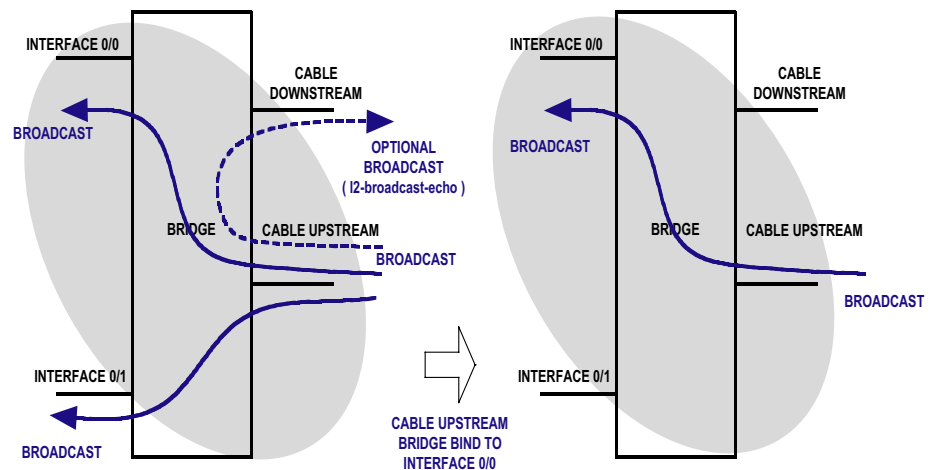 INTERFACE 0/0
CABLE
DOWNSTREAM
BROADCAST
OPTIONAL
BROADCAST
( l2-broadcast-echo )
BRIDGE
CABLE UPSTREAM
BROADCAST
INTERFACE 0/1
BROADCAST
CABLE UPSTREAM
BRIDGE BIND TO
INTERFACE 0/0
INTERFACE 0/0
CABLE
DOWNSTREAM
BROADCAST
BRIDGE
CABLE UPSTREAM
BROADCAST
INTERFACE 0/1